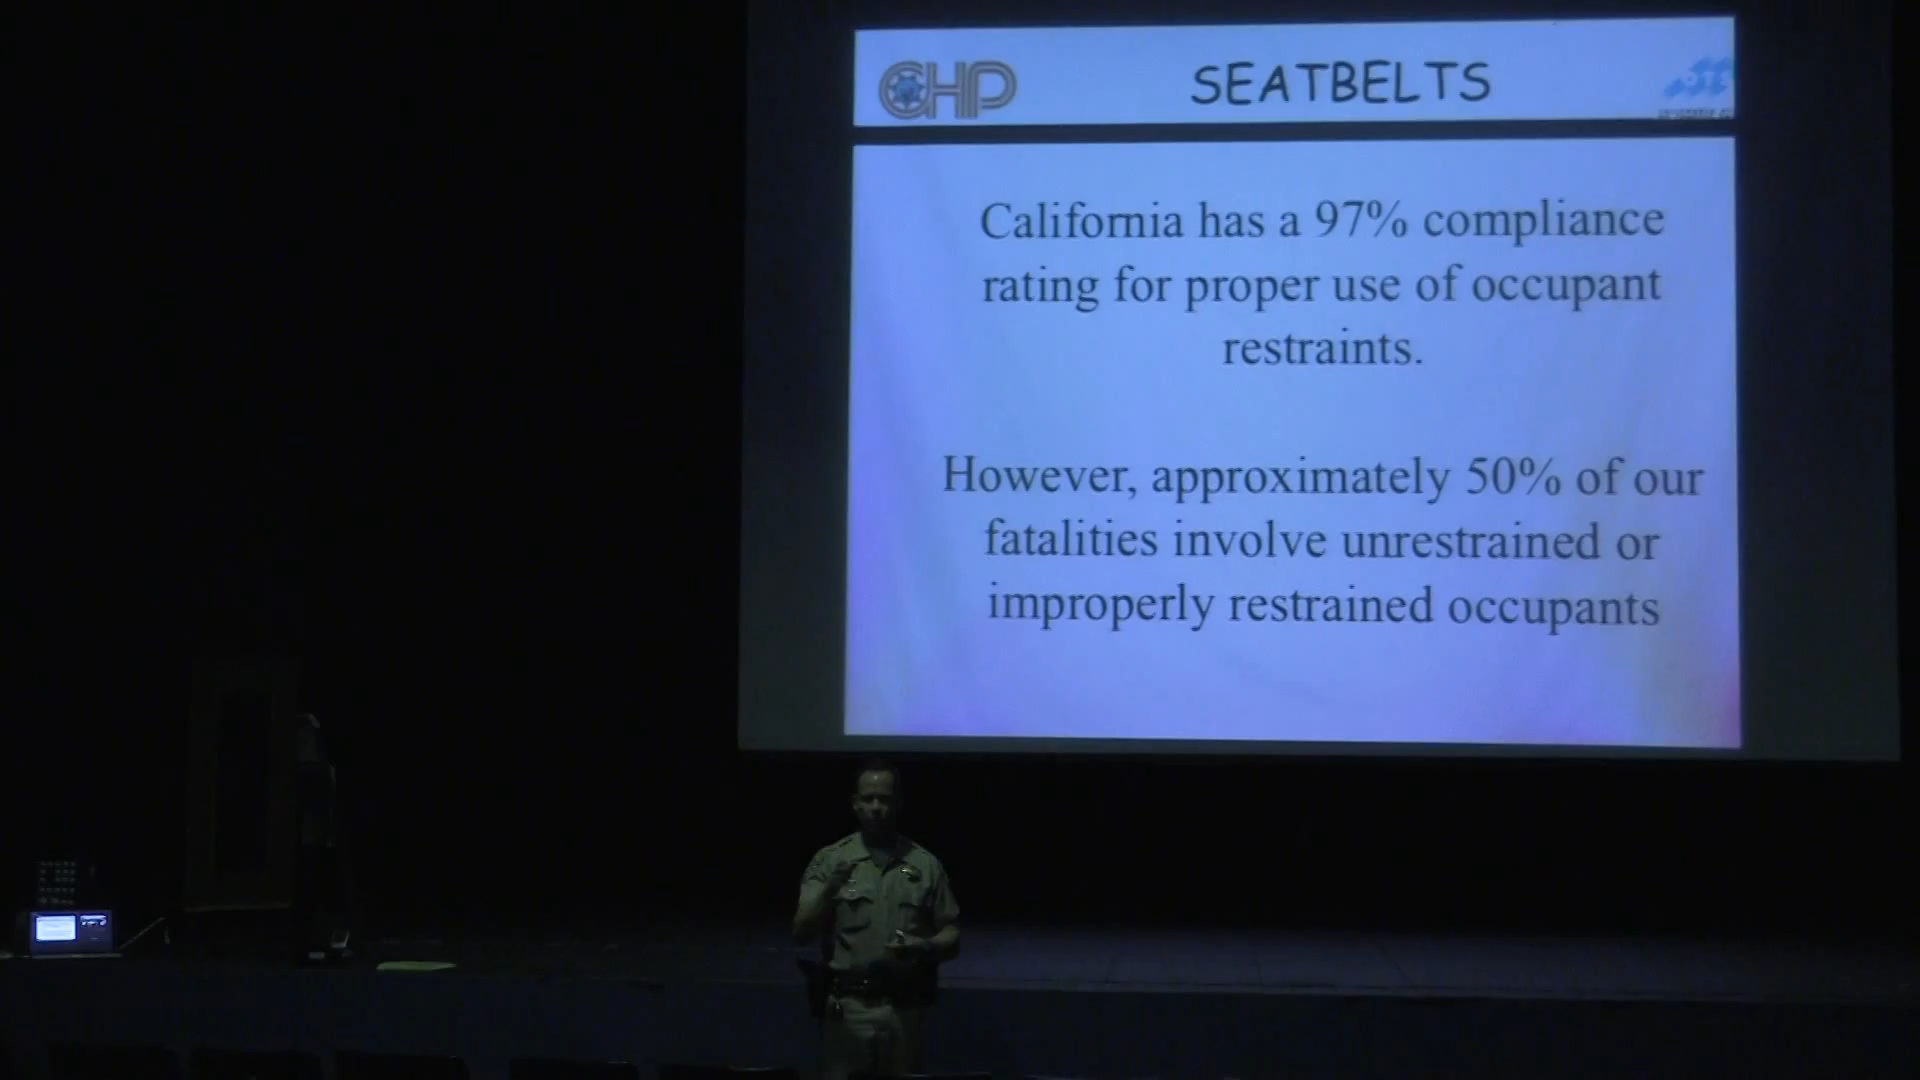 CHP
SEATBELTS
OTS
California has a 97% compliance
rating for proper use of occupant
restraints.
However, approximately 50% of our
fatalities involve unrestrained or
improperly restrained occupants